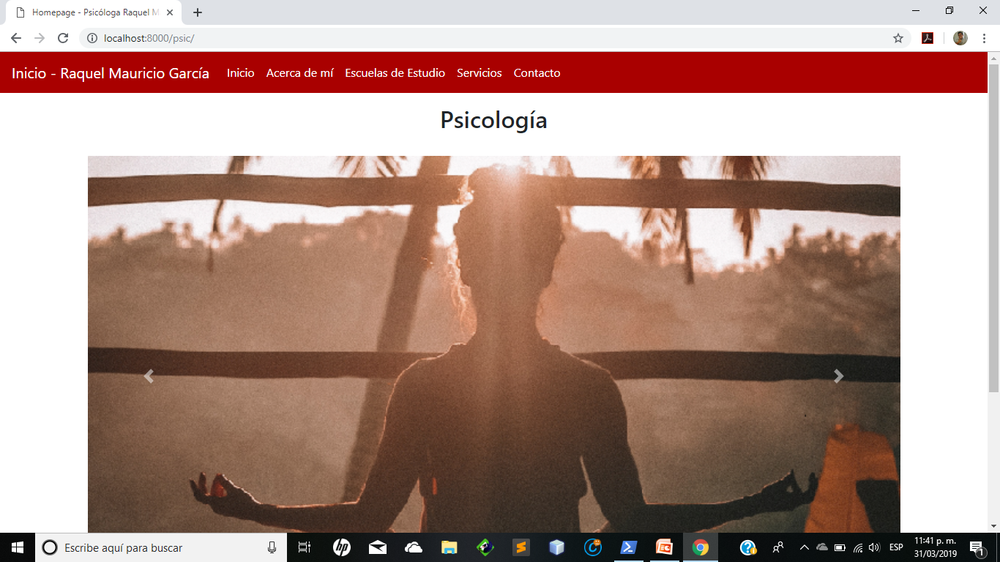 Homepage - Psicóloga Raquel M
localhost:8000/psic/
Inicio - Raquel Mauricio García Inicio Acerca de mí Escuelas de Estudio Servicios Contacto
Psicología
Escribe aquí para buscar
hp
ESP
11:41 p. m.
31/03/2019
1